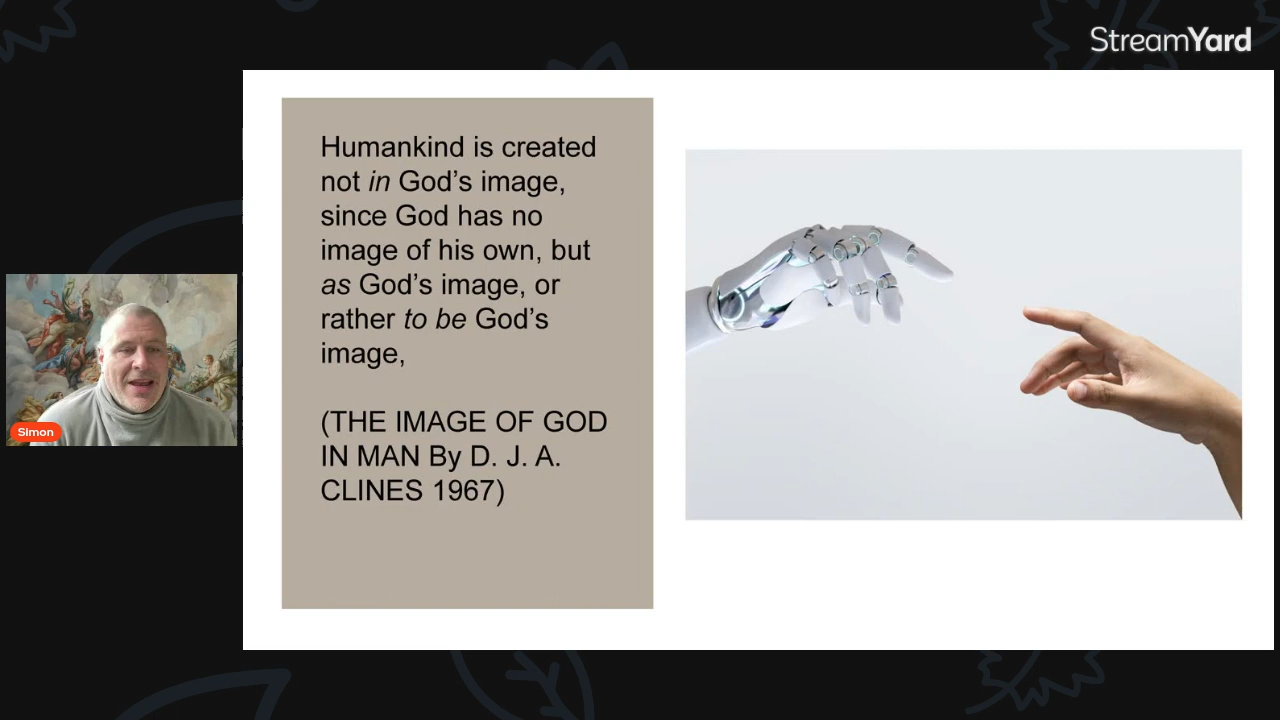 StreamYard
Humankind is created
not in God’s image,
since God has no
image of his own, but
as God’s image, or
rather to be God’s
image,
(THE IMAGE OF GOD
IN MAN By D. J. A.
CLINES 1967)
Simon